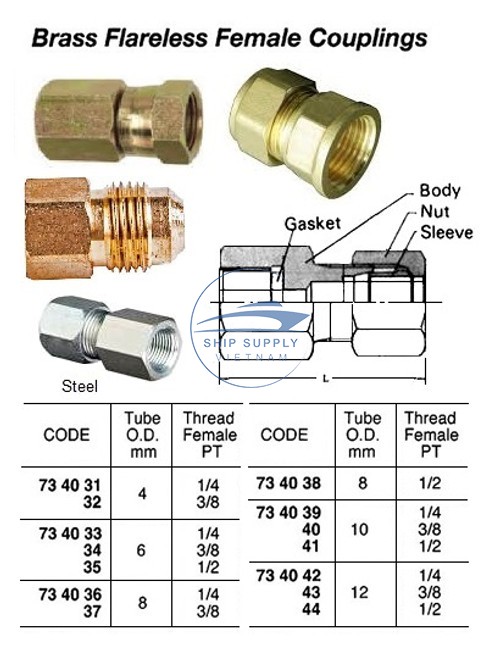 Brass Flareless Female Couplings
Body
Nut
Sleeve
Gasket
SHIP SUPPLY
VIETNAM
L
Steel
CODE Tube O.D. mm Thread Female PT
73 40 31 4 1/4
32 3/8
73 40 33 1/4
34 6 3/8
35 1/2
73 40 36 8 1/4
37 3/8
CODE Tube O.D. mm Thread Female PT
73 40 38 8 1/2
73 40 39 1/4
40 10 3/8
41 1/2
73 40 42 1/4
43 12 3/8
44 1/2